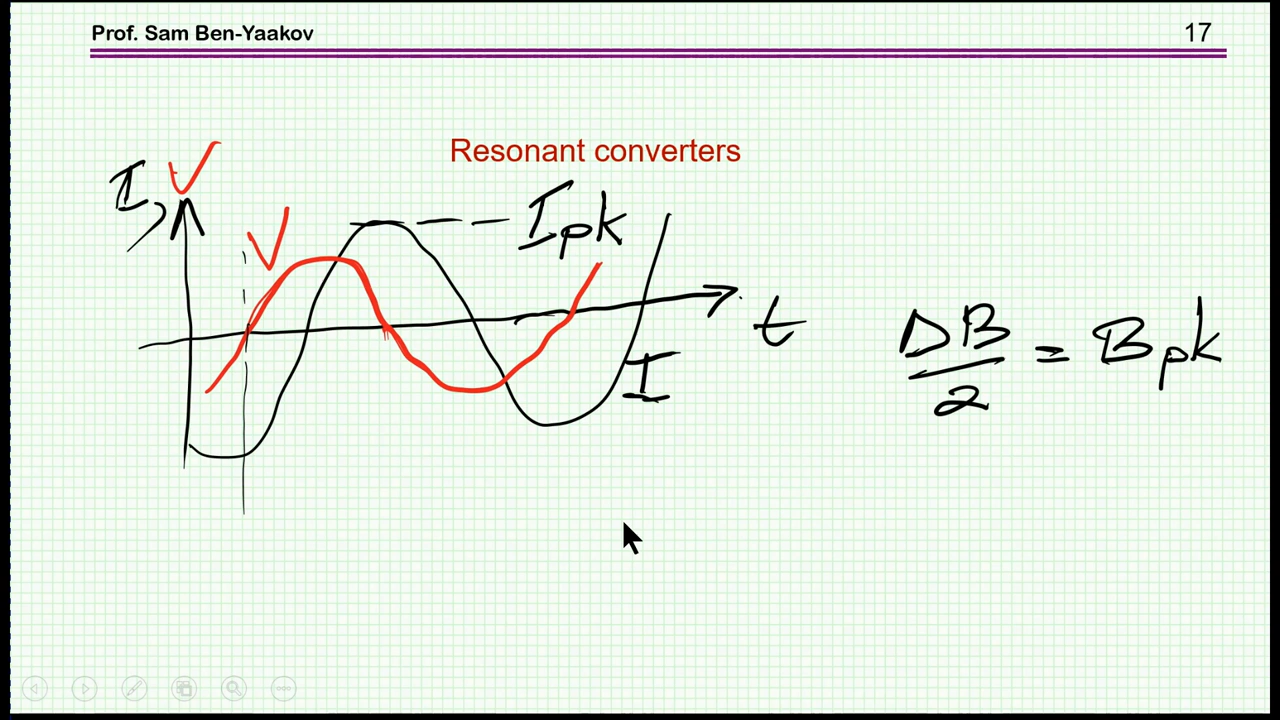 Prof. Sam Ben-Yaakov
17
Resonant converters
I, V
V
Ipk
t
I
ΔB/2 = Bpk